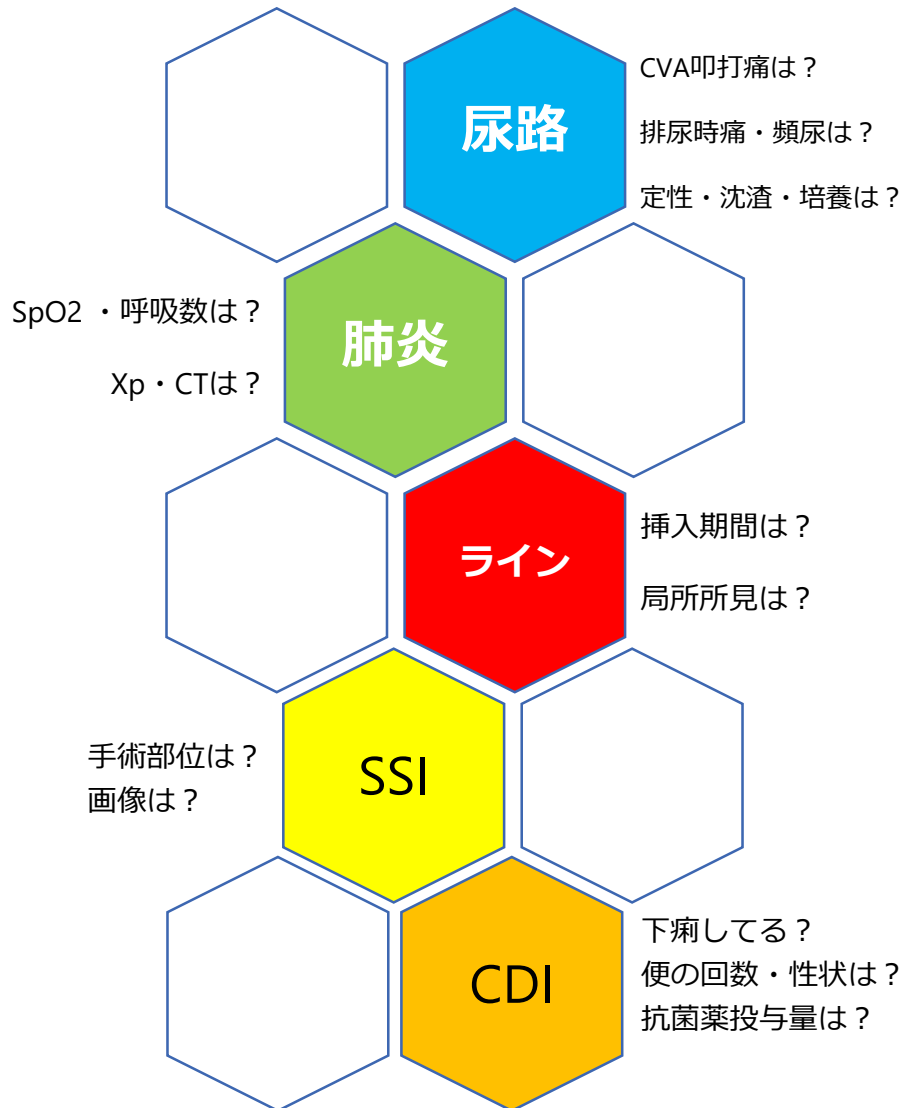 尿路
CVA叩打痛は？
排尿時痛・頻尿は？
定性・沈渣・培養は？
肺炎
SpO2 ・呼吸数は？
Xp・CTは？
ライン
挿入期間は？
局所所見は？
SSI
手術部位は？
画像は？
CDI
下痢してる？
便の回数・性状は？
抗菌薬投与量は？